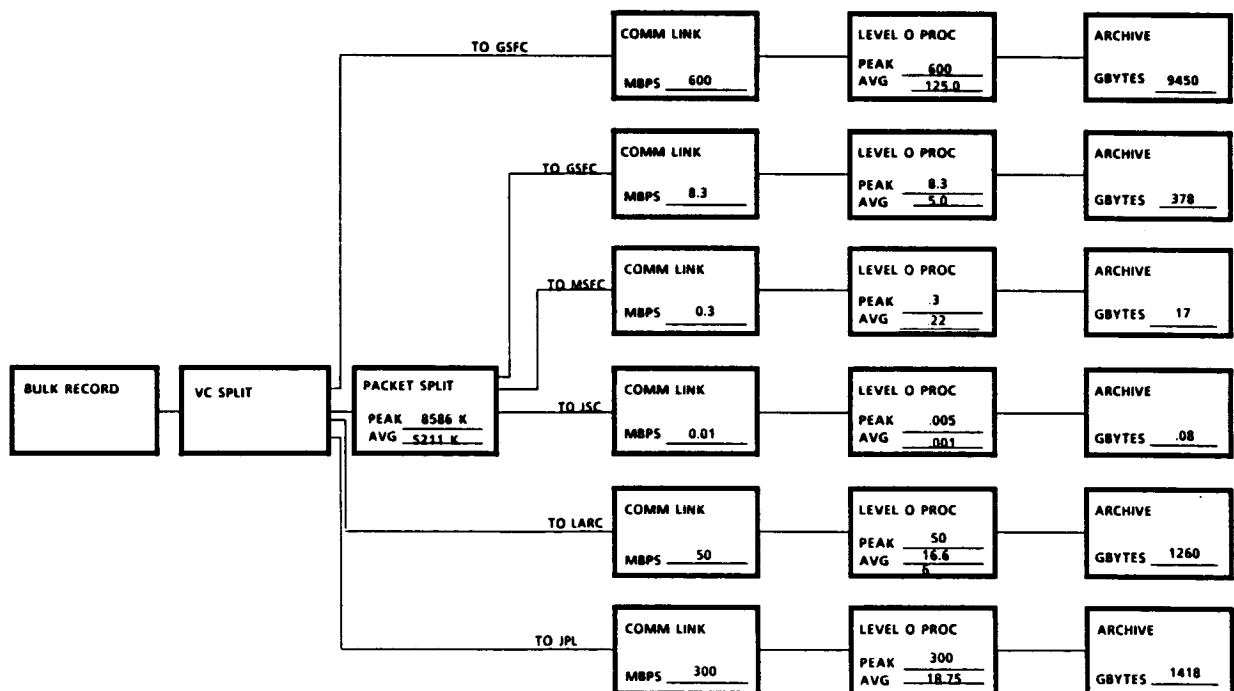 TO GSFC
COMM LINK
MBPS 600
LEVEL O PROC
PEAK 600
AVG 125.0
ARCHIVE
GBYTES 9450
TO GSFC
COMM LINK
MBPS 8.3
LEVEL O PROC
PEAK 8.3
AVG 5.0
ARCHIVE
GBYTES 378
TO MSFC
COMM LINK
MBPS 0.3
LEVEL O PROC
PEAK .3
AVG .22
ARCHIVE
GBYTES 17
BULK RECORD
VC SPLIT
PACKET SPLIT
PEAK 8586 K
AVG 5211 K
TO JSC
COMM LINK
MBPS 0.01
LEVEL O PROC
PEAK .005
AVG .001
ARCHIVE
GBYTES .08
TO LARC
COMM LINK
MBPS 50
LEVEL O PROC
PEAK 50
AVG 16.6
6
ARCHIVE
GBYTES 1260
TO JPL
COMM LINK
MBPS 300
LEVEL O PROC
PEAK 300
AVG 18.75
ARCHIVE
GBYTES 1418